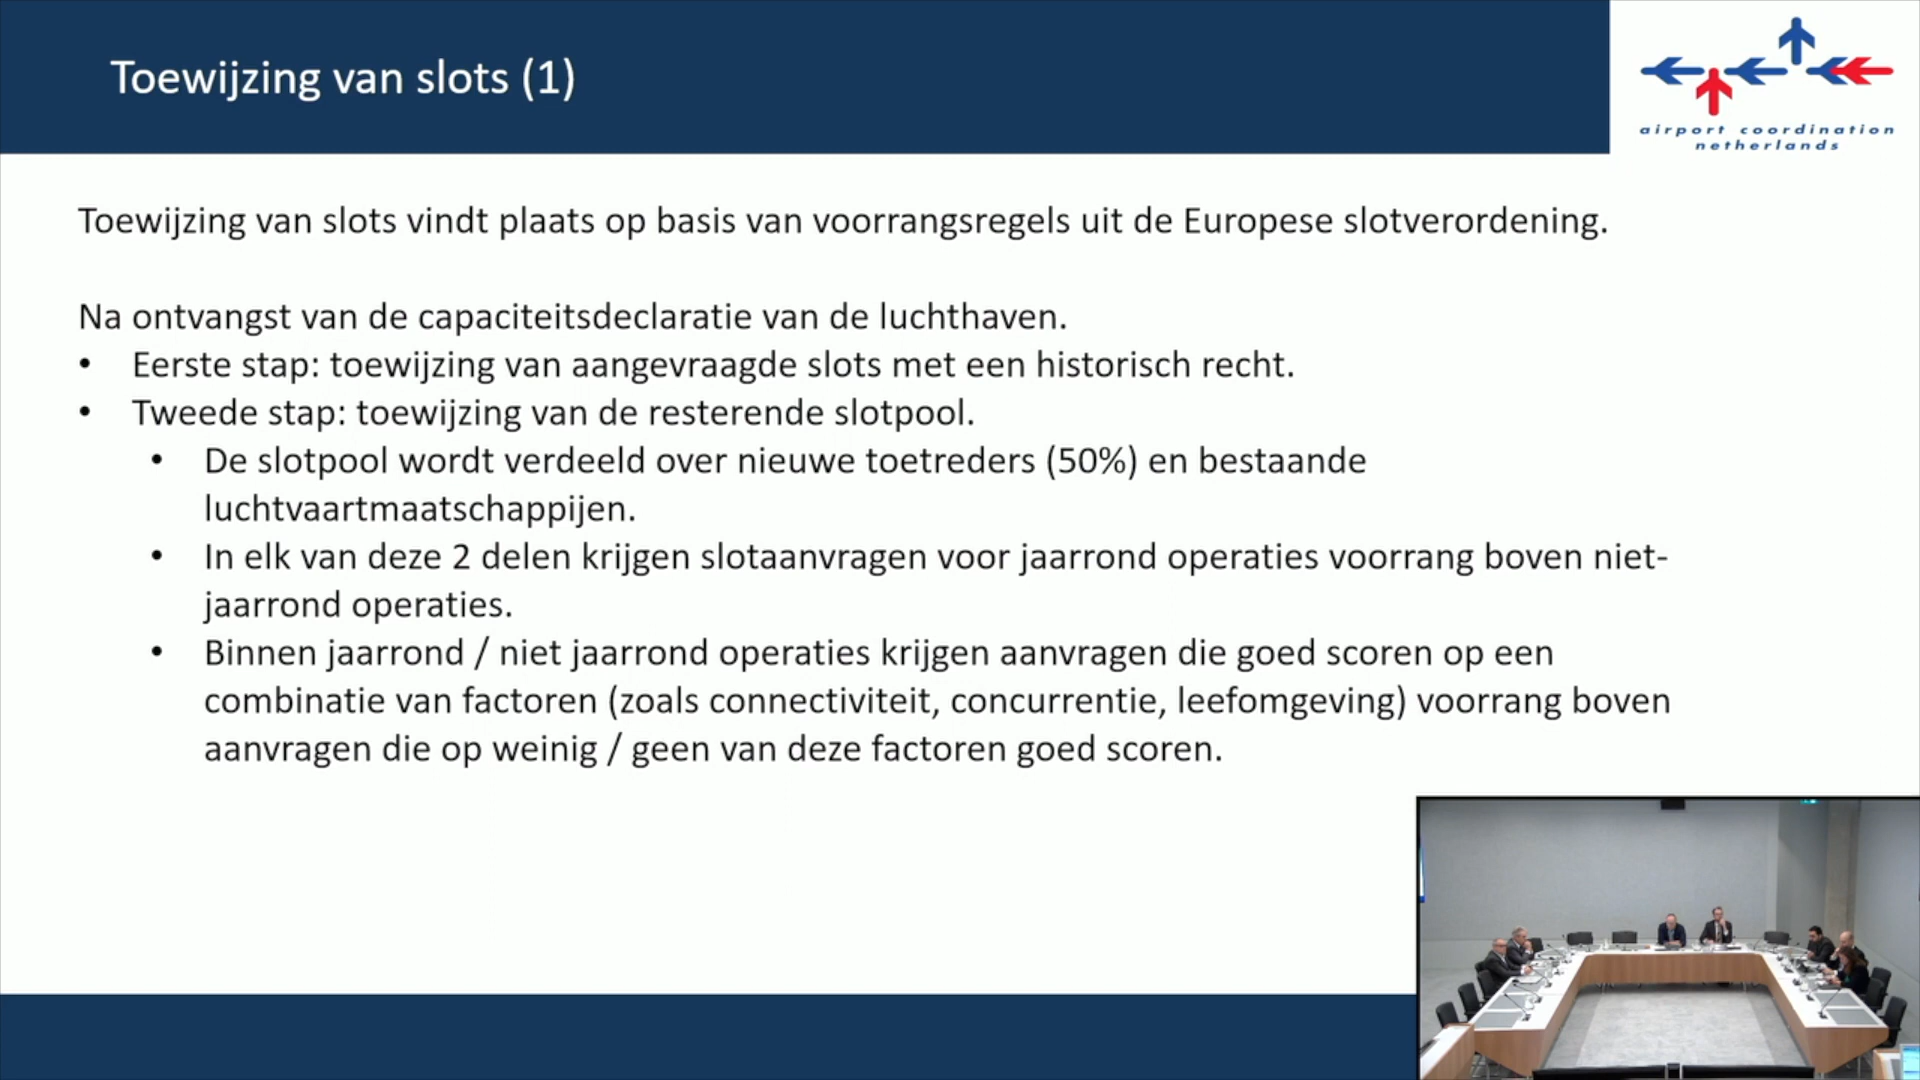 Toewijzing van slots (1)
airport coordination
netherlands
Toewijzing van slots vindt plaats op basis van voorrangsregels uit de Europese slotverordening.
Na ontvangst van de capaciteitsdeclaratie van de luchthaven.
• Eerste stap: toewijzing van aangevraagde slots met een historisch recht.
• Tweede stap: toewijzing van de resterende slotpool.
• De slotpool wordt verdeeld over nieuwe toetreders (50%) en bestaande
luchtvaartmaatschappijen.
• In elk van deze 2 delen krijgen slotaanvragen voor jaarrond operaties voorrang boven niet-
jaarrond operaties.
• Binnen jaarrond / niet jaarrond operaties krijgen aanvragen die goed scoren op een
combinatie van factoren (zoals connectiviteit, concurrentie, leefomgeving) voorrang boven
aanvragen die op weinig / geen van deze factoren goed scoren.